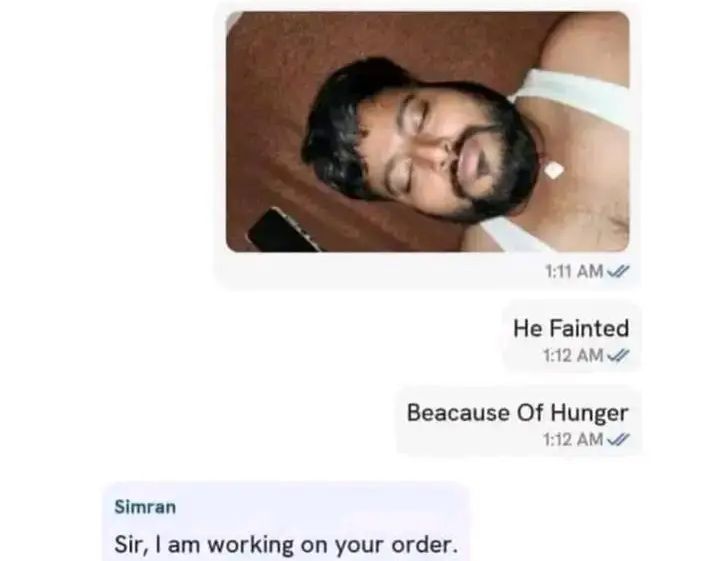 1:11 AM
He Fainted
1:12 AM
Beacause Of Hunger
1:12 AM
Simran
Sir, I am working on your order.